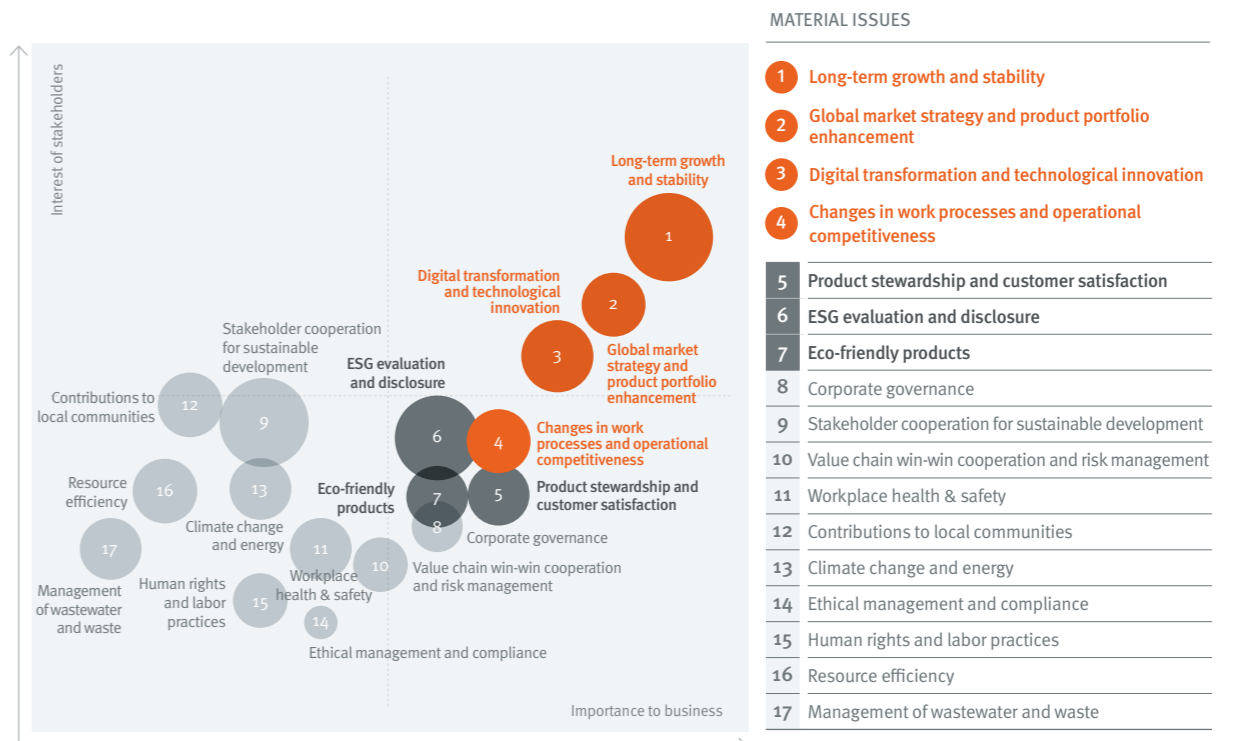 MATERIAL ISSUES
Interest of stakeholders
Long-term growth
and stability
1
Digital transformation
and technological
innovation
2
3
Global market
strategy and
product portfolio
enhancement
Stakeholder cooperation
for sustainable
development
ESG evaluation
and disclosure
Contributions to
local communities
12
9
6
4
Changes in work
processes and operational
competitiveness
Resource
efficiency
16
13
Eco-friendly
products
7
5
Product stewardship and
customer satisfaction
Climate change
and energy
8
Corporate governance
17
11
10
Value chain win-win cooperation
and risk management
Management
of wastewater
and waste
Human rights
and labor
practices
15
Workplace
health & safety
14
Ethical management and compliance
Importance to business
1 Long-term growth and stability
2 Global market strategy and product portfolio
enhancement
3 Digital transformation and technological innovation
4 Changes in work processes and operational
competitiveness
5 Product stewardship and customer satisfaction
6 ESG evaluation and disclosure
7 Eco-friendly products
8 Corporate governance
9 Stakeholder cooperation for sustainable development
10 Value chain win-win cooperation and risk management
11 Workplace health & safety
12 Contributions to local communities
13 Climate change and energy
14 Ethical management and compliance
15 Human rights and labor practices
16 Resource efficiency
17 Management of wastewater and waste